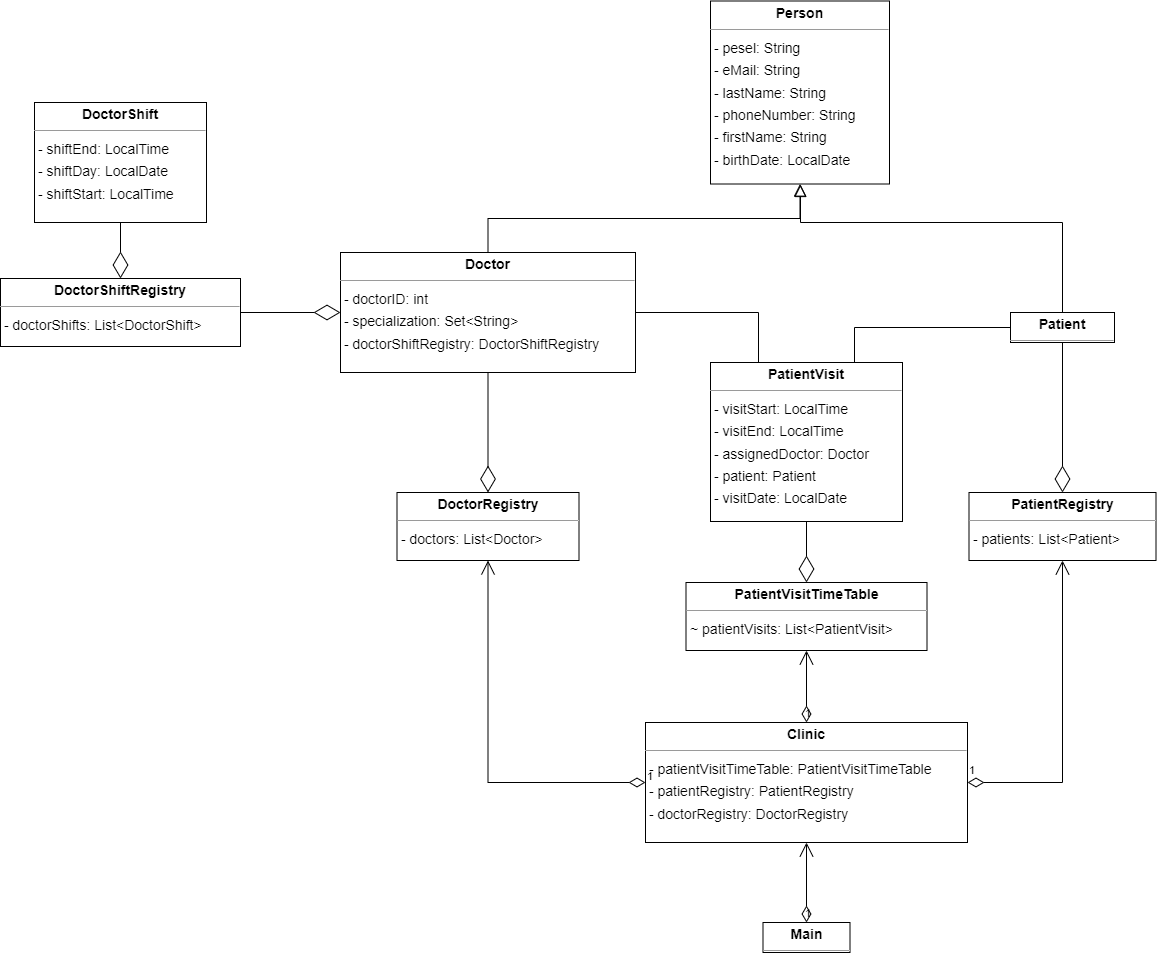 Person
- pesel: String
- eMail: String
- lastName: String
- phoneNumber: String
- firstName: String
- birthDate: LocalDate
DoctorShift
- shiftEnd: LocalTime
- shiftDay: LocalDate
- shiftStart: LocalTime
DoctorShiftRegistry
- doctorShifts: List<DoctorShift>
Doctor
- doctorID: int
- specialization: Set<String>
- doctorShiftRegistry: DoctorShiftRegistry
Patient
PatientVisit
- visitStart: LocalTime
- visitEnd: LocalTime
- assignedDoctor: Doctor
- patient: Patient
- visitDate: LocalDate
DoctorRegistry
- doctors: List<Doctor>
PatientRegistry
- patients: List<Patient>
PatientVisitTimeTable
~ patientVisits: List<PatientVisit>
1
Clinic
- patientVisitTimeTable: PatientVisitTimeTable
- patientRegistry: PatientRegistry
- doctorRegistry: DoctorRegistry
1
1
1
Main